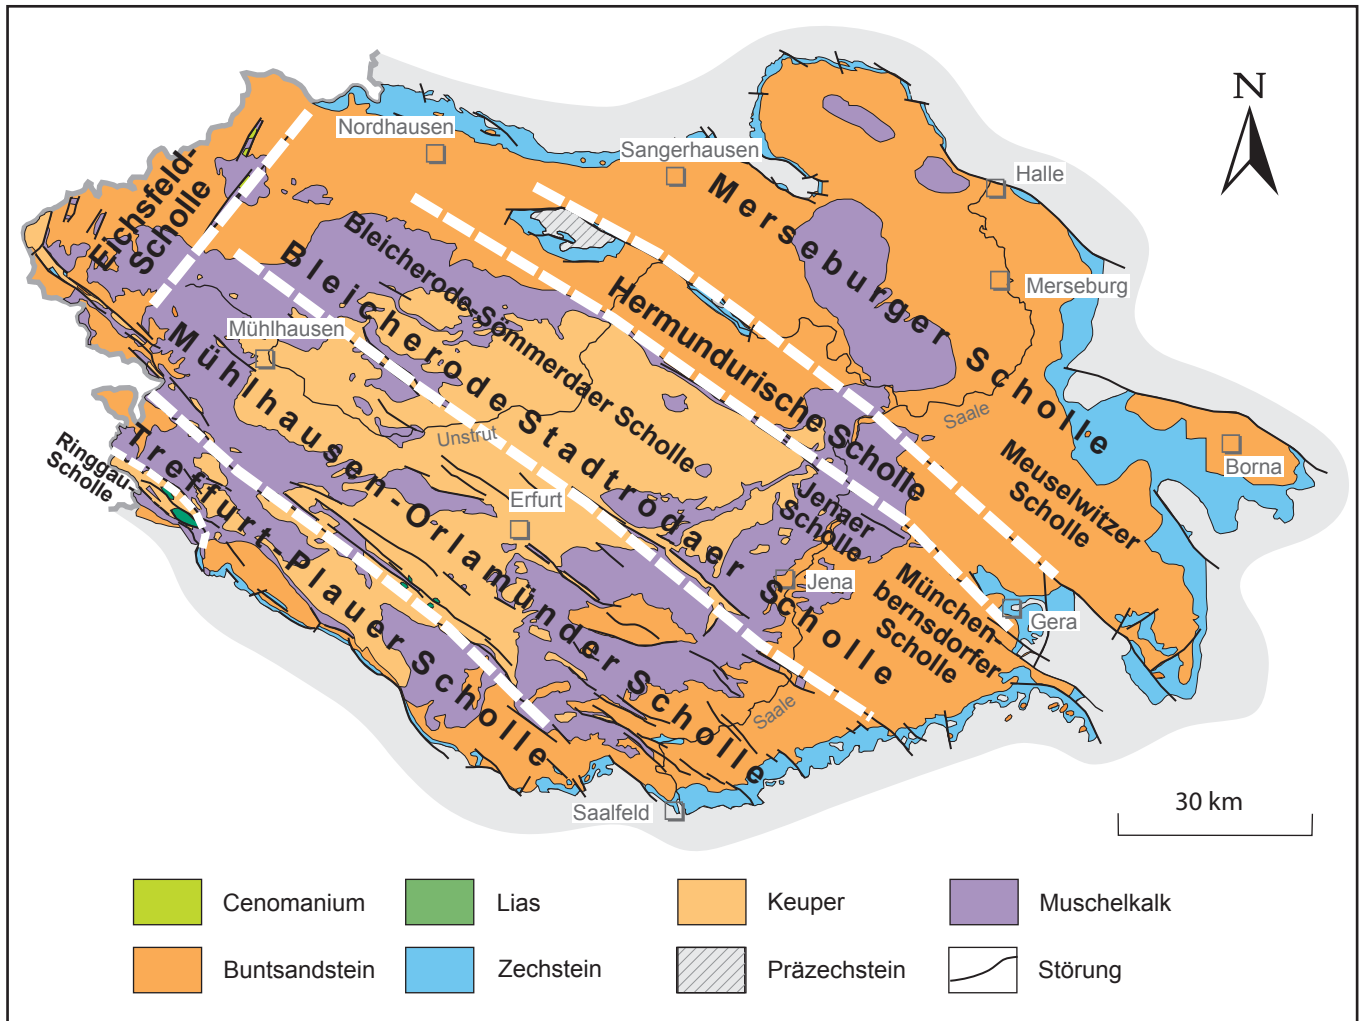 N
Nordhausen
Sangerhausen
Halle
Eichsfeld-
Scholle
Merseburger Scholle
Merseburg
Bleicherode-Sömmerdaer Scholle
Bleicherode Stadtrodaer Scholle
Hermundurische Scholle
Mühlhausen
Mühlhausen-Orlamünder Scholle
Unstrut
Saale
Meuselwitzer
Scholle
Borna
Ringgau-
Scholle
Treffurt-Plauer Scholle
Erfurt
Jenaer
Scholle
Jena
München-
bernsdorfer
Scholle
Gera
Saale
Saalfeld
30 km
Cenomanium
Lias
Keuper
Muschelkalk
Buntsandstein
Zechstein
Präzechstein
Störung